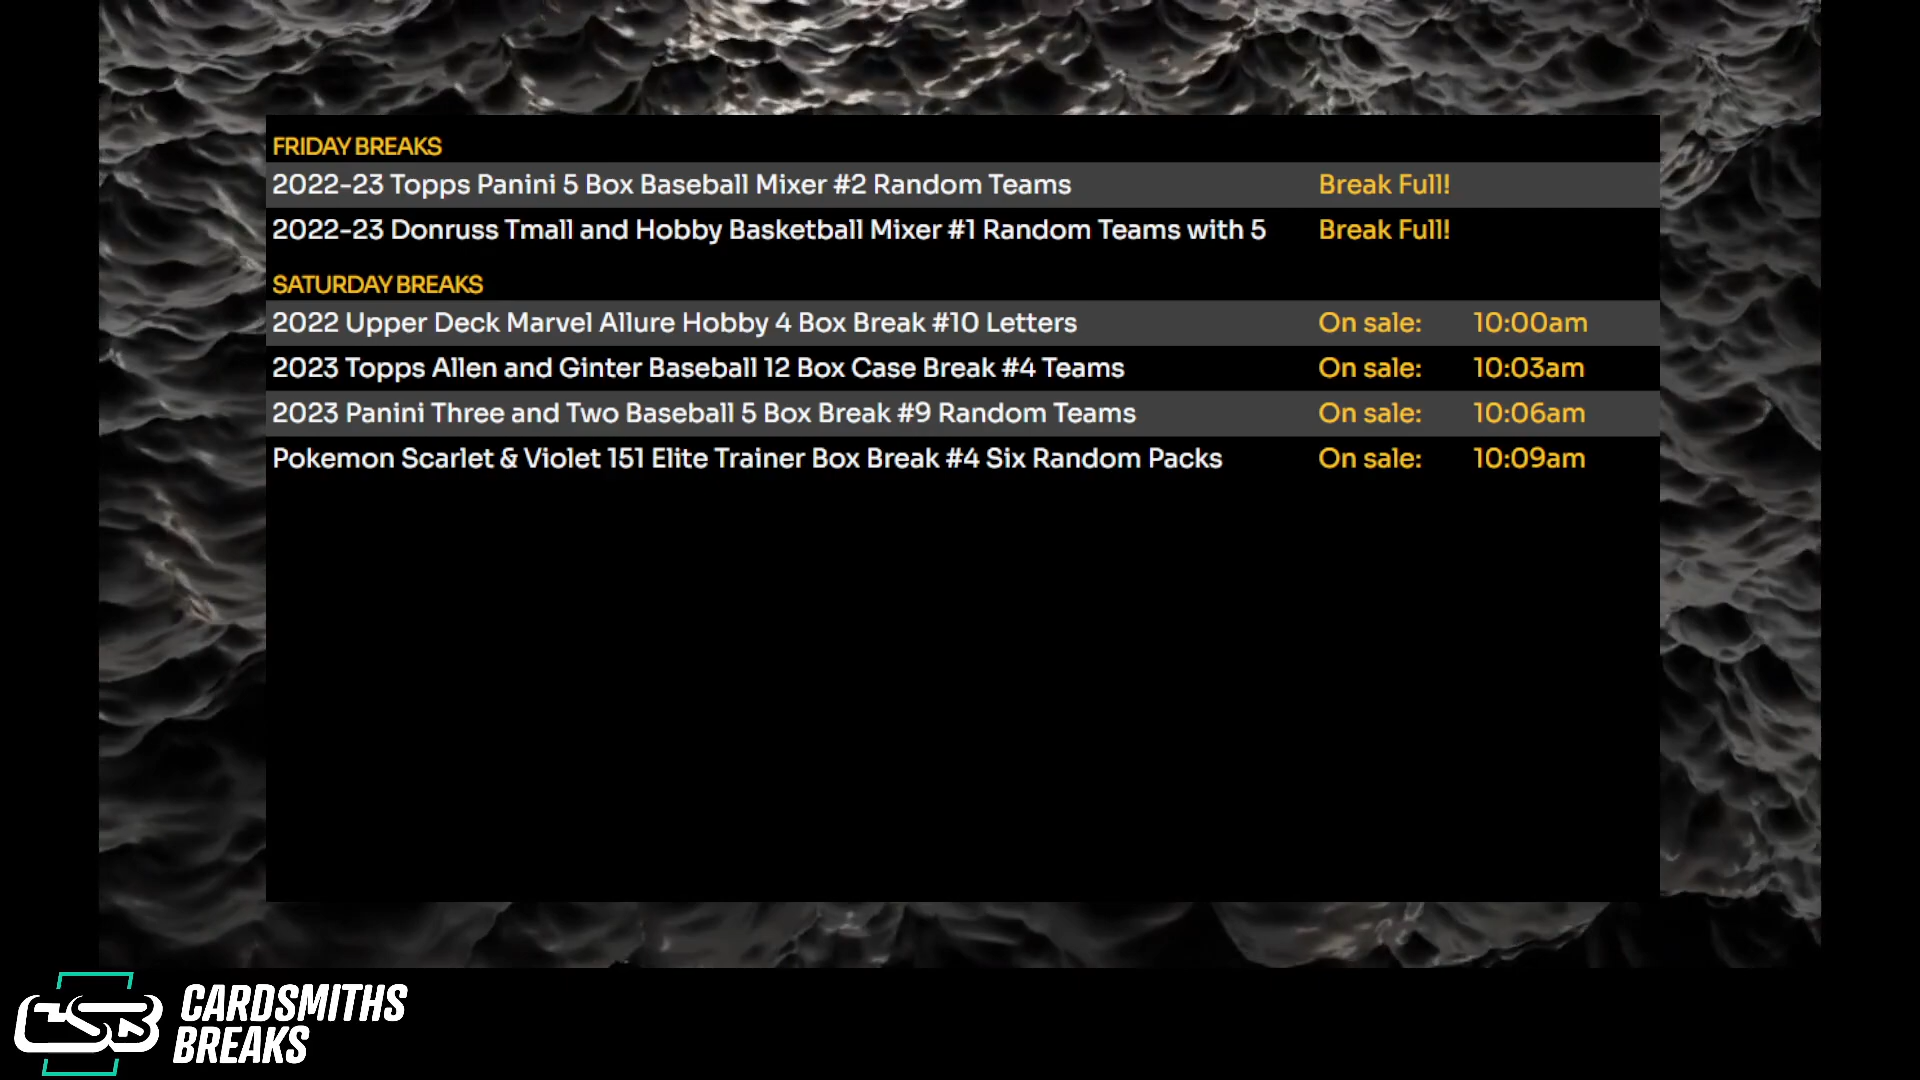 FRIDAY BREAKS
2022-23 Topps Panini 5 Box Baseball Mixer #2 Random Teams Break Full!
2022-23 Donruss Tmall and Hobby Basketball Mixer #1 Random Teams with 5 Break Full!
SATURDAY BREAKS
2022 Upper Deck Marvel Allure Hobby 4 Box Break #10 Letters On sale: 10:00am
2023 Topps Allen and Ginter Baseball 12 Box Case Break #4 Teams On sale: 10:03am
2023 Panini Three and Two Baseball 5 Box Break #9 Random Teams On sale: 10:06am
Pokemon Scarlet & Violet 151 Elite Trainer Box Break #4 Six Random Packs On sale: 10:09am
CSB CARDSMITHS
BREAKS